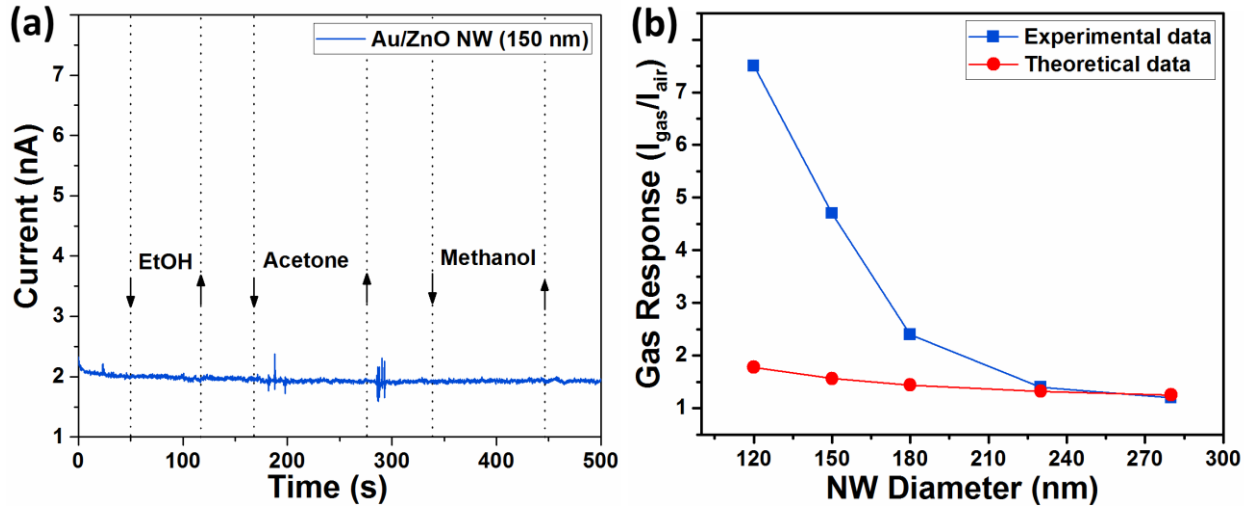 (a)
Au/ZnO NW (150 nm)
7
6
5
4
3
2
1
Current (nA)
EtOH
Acetone
Methanol
0 100 200 300 400 500
Time (s)
(b)
Experimental data
Theoretical data
7
6
5
4
3
2
1
Gas Response (I_gas/I_air)
120 150 180 210 240 270 300
NW Diameter (nm)